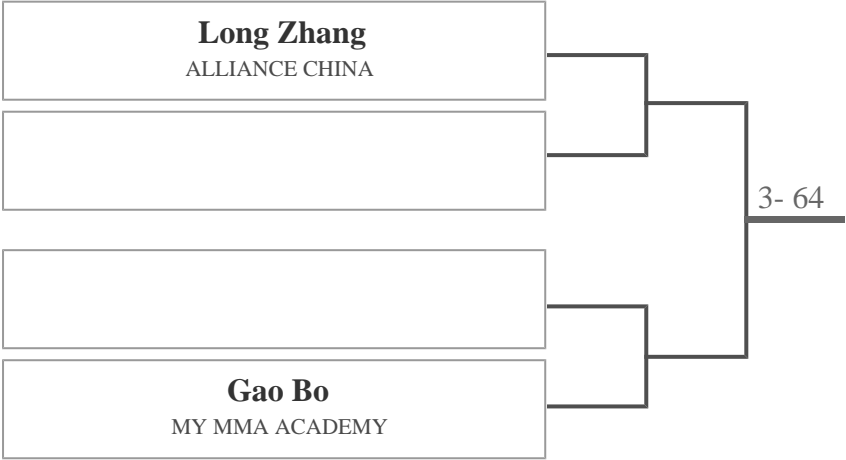 Long Zhang
ALLIANCE CHINA
3- 64
Gao Bo
MY MMA ACADEMY